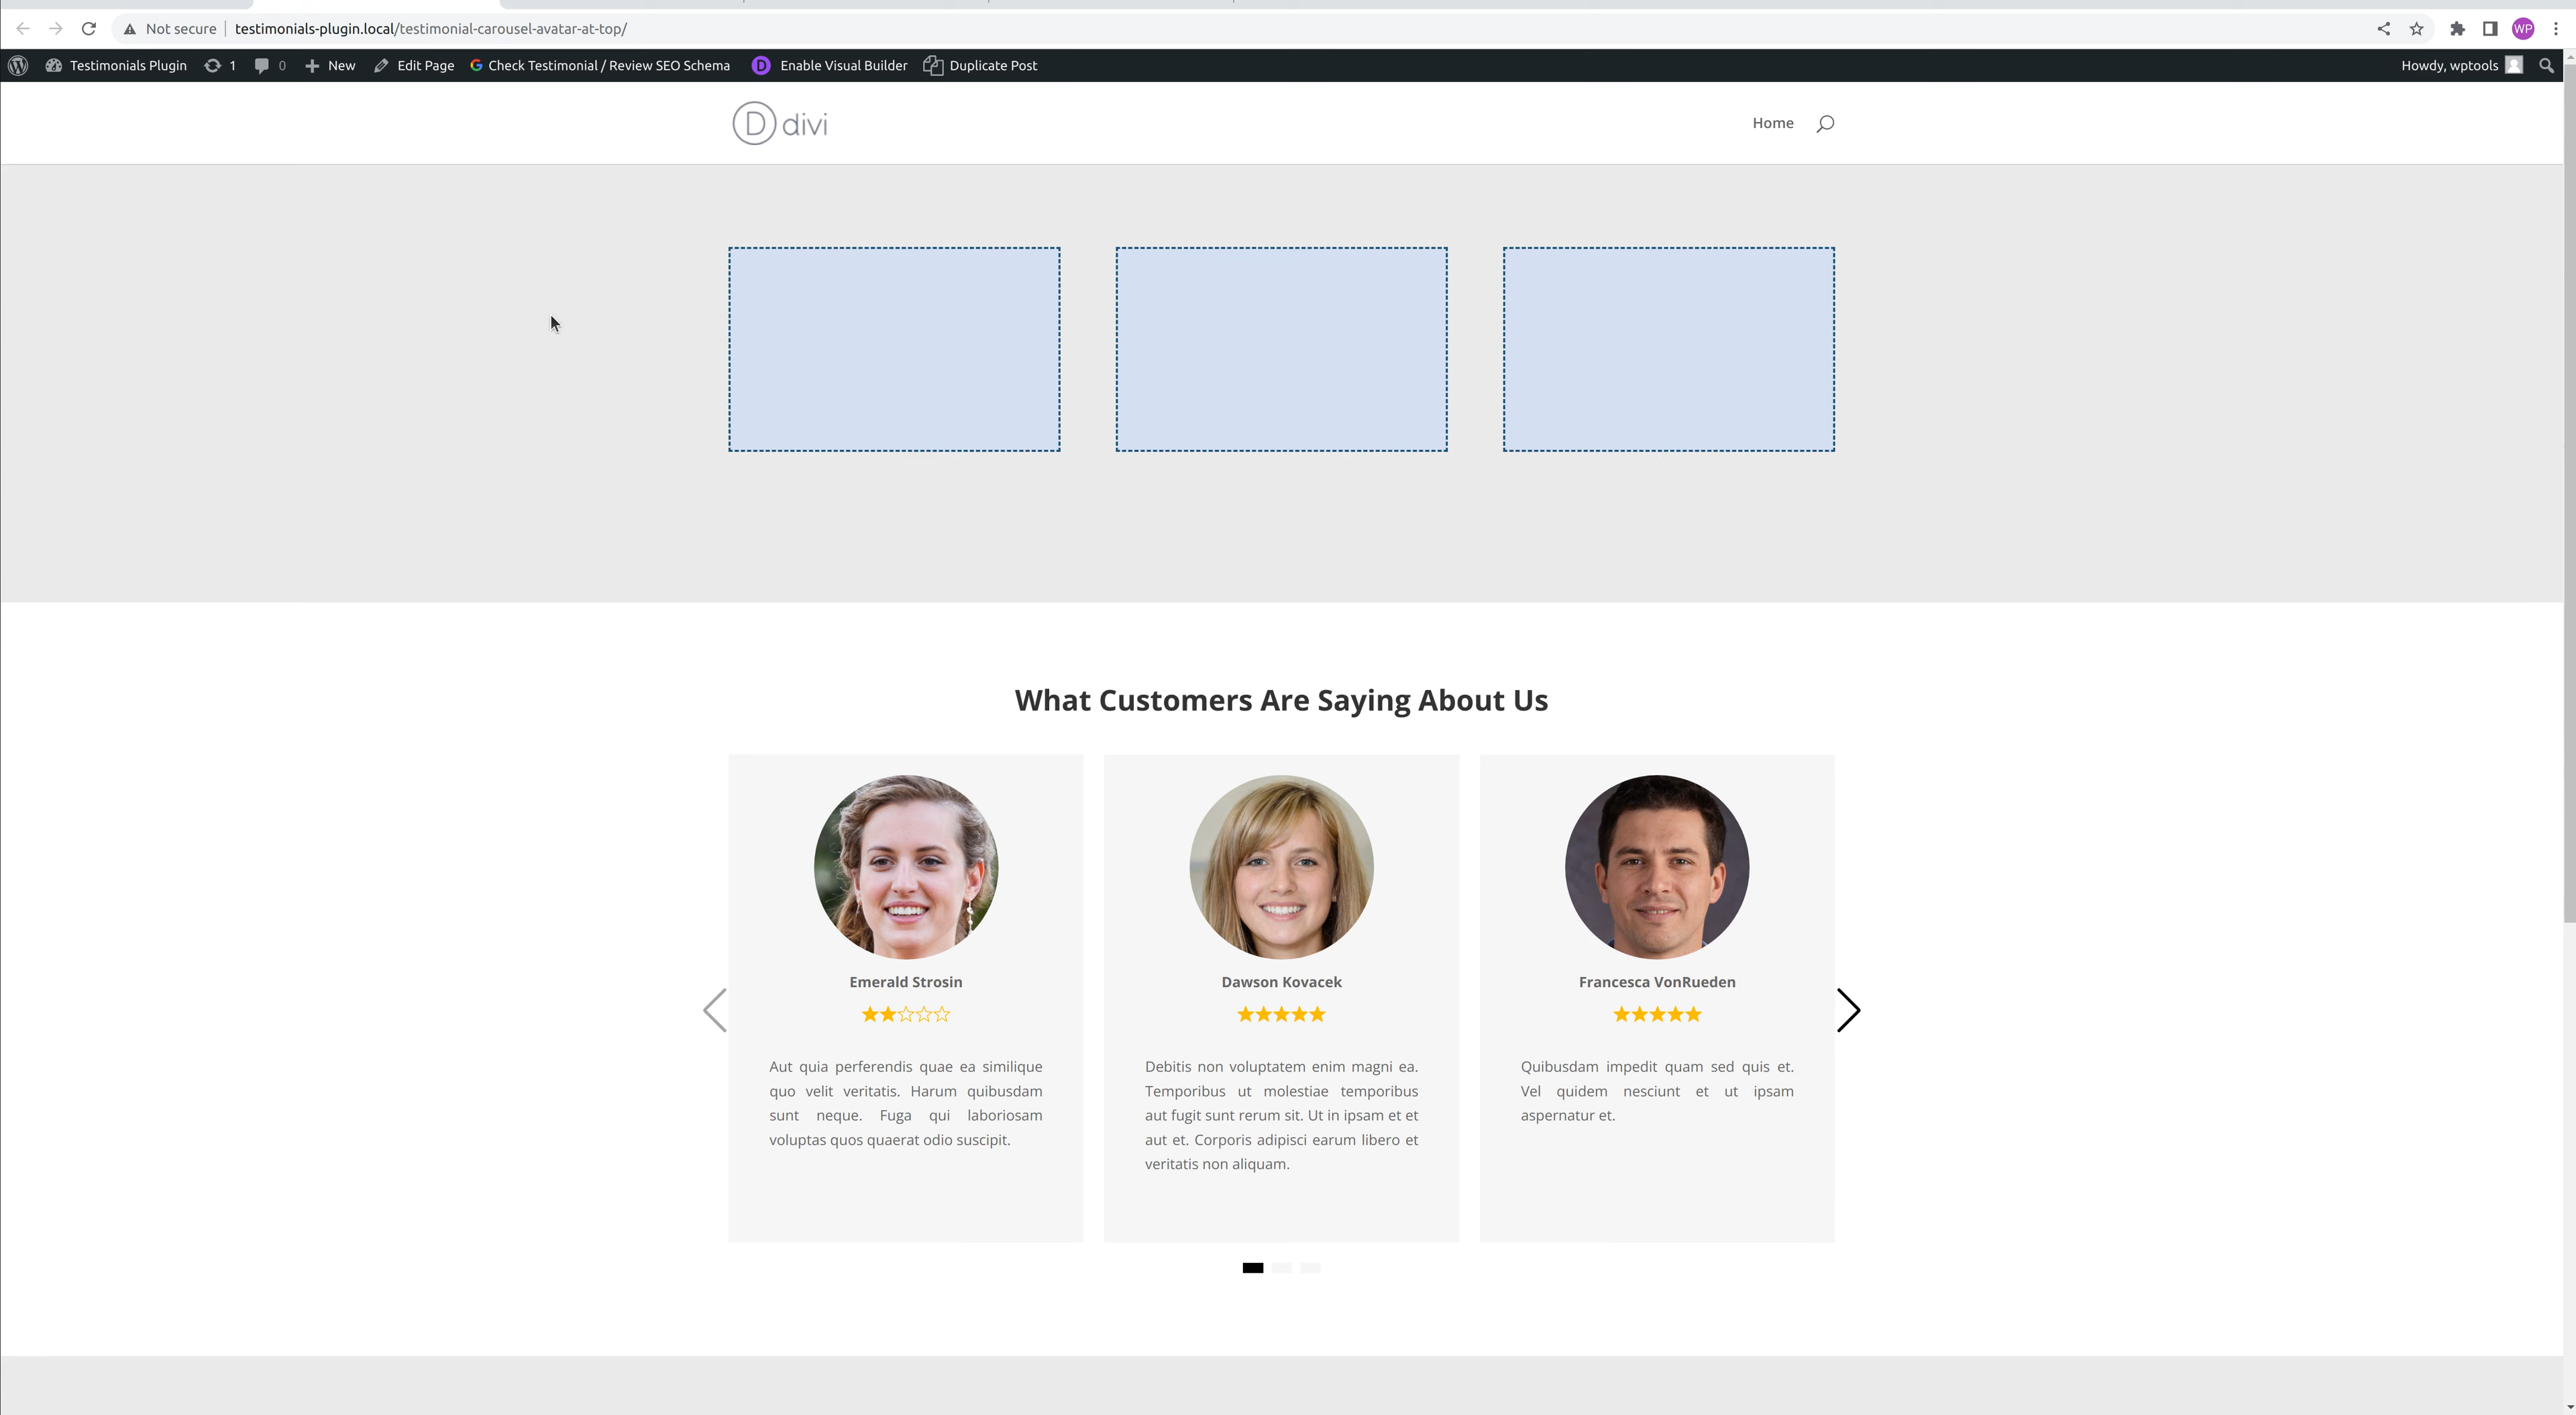 Not secure testimonials-plugin.local/testimonial-carousel-avatar-at-top/ WP
Testimonials Plugin 1 0 New Edit Page G Check Testimonial / Review SEO Schema D Enable Visual Builder Duplicate Post Howdy, wptools
D divi Home
What Customers Are Saying About Us
Emerald Strosin
Aut quia perferendis quae ea similique
quo velit veritatis. Harum quibusdam
sunt neque. Fuga qui laboriosam
voluptas quos quaerat odio suscipit.
Dawson Kovacek
Debitis non voluptatem enim magni ea.
Temporibus ut molestiae temporibus
aut fugit sunt rerum sit. Ut in ipsam et et
aut et. Corporis adipisci earum libero et
veritatis non aliquam.
Francesca VonRueden
Quibusdam impedit quam sed quis et.
Vel quidem nesciunt et ut ipsam
aspernatur et.